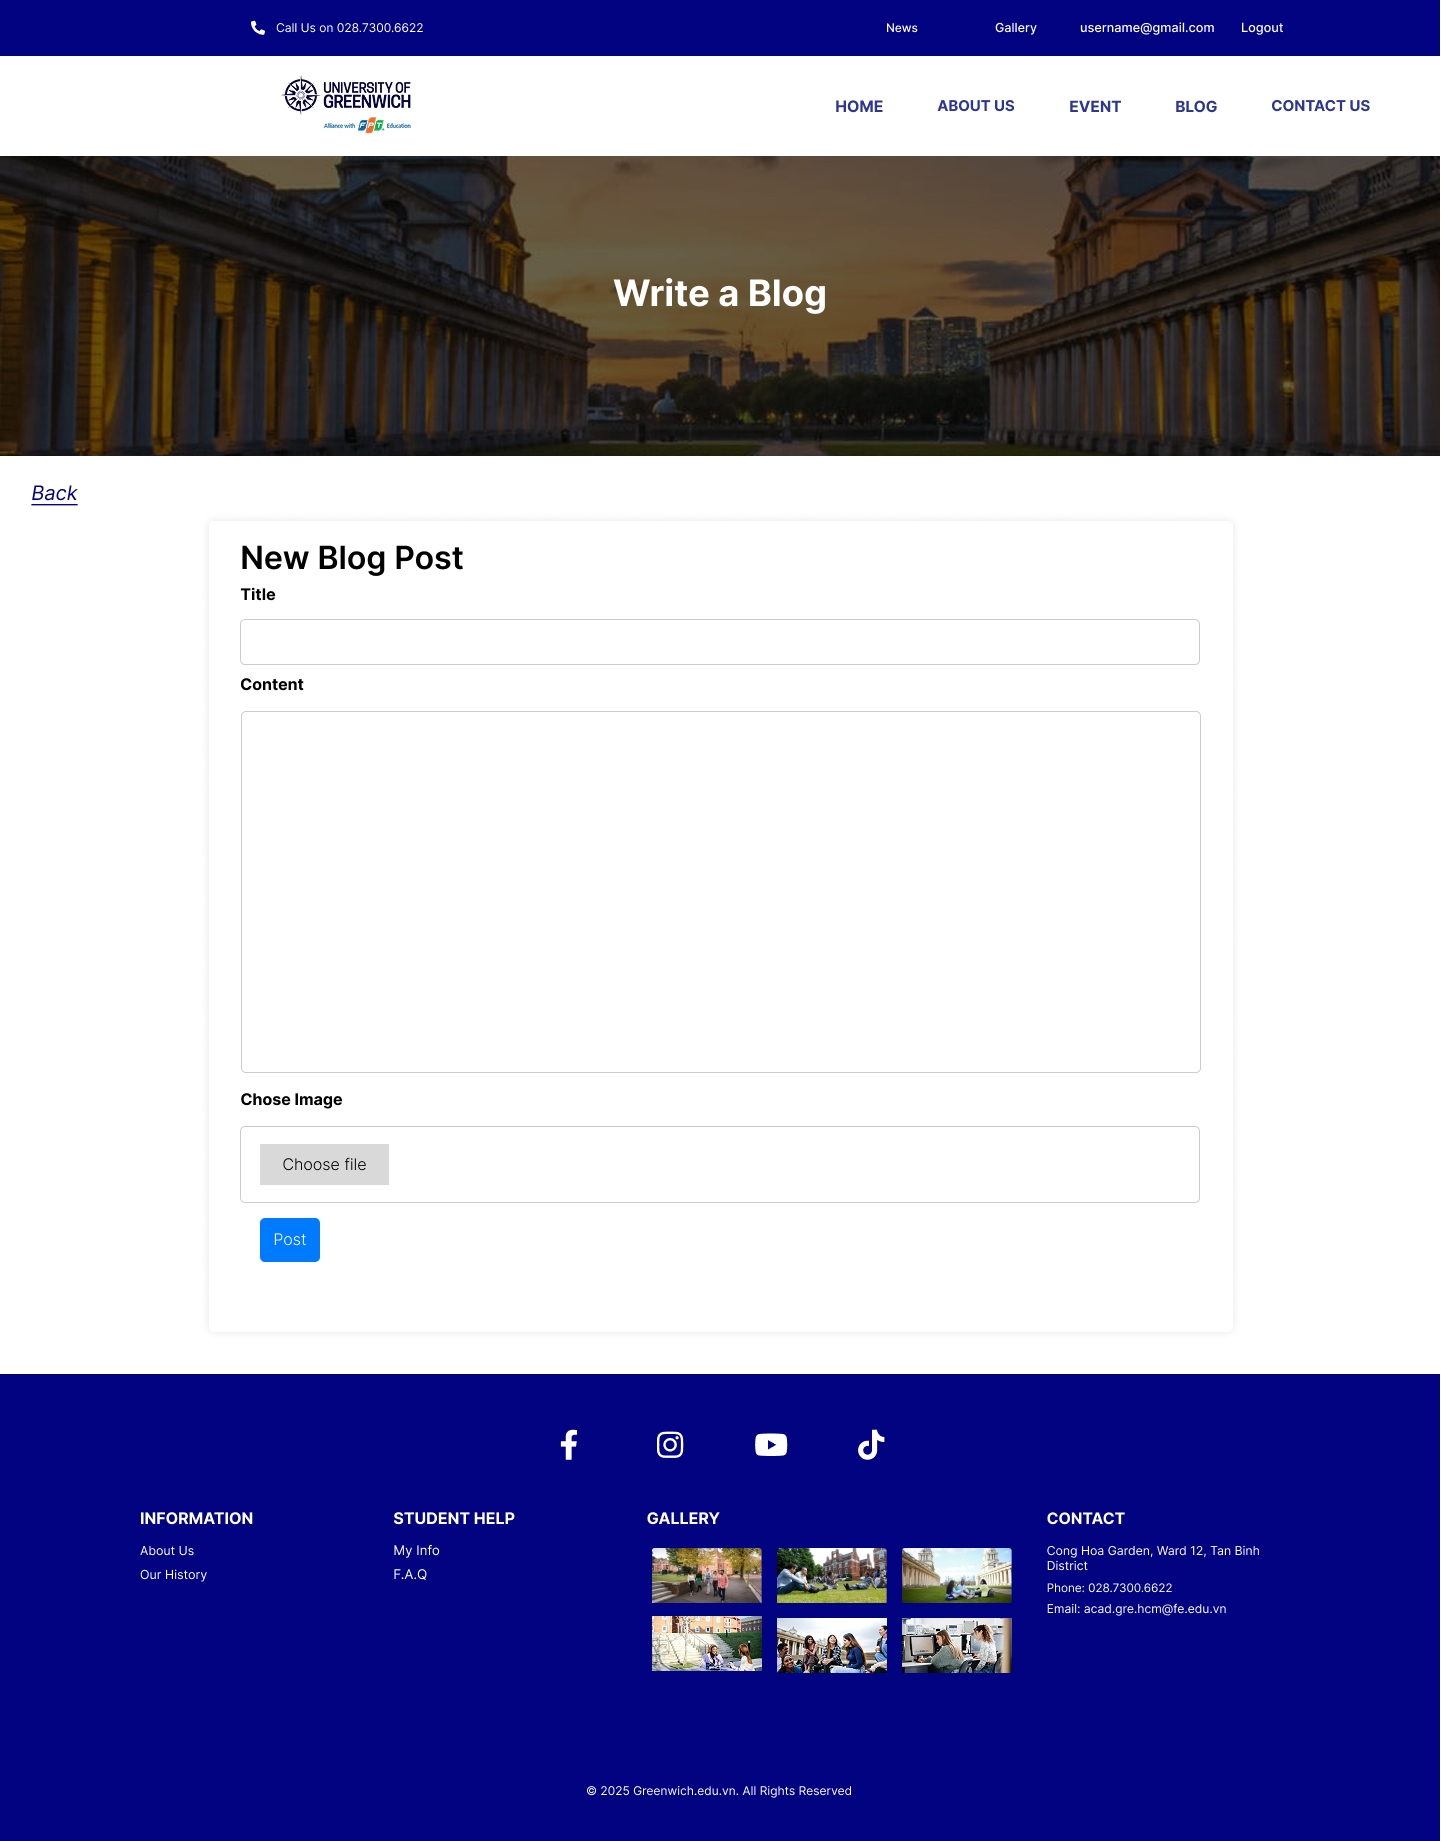 Call Us on 028.7300.6622
News
Gallery
username@gmail.com
Logout
UNIVERSITY OF
GREENWICH
Alliance with FPT. Education
HOME
ABOUT US
EVENT
BLOG
CONTACT US
Write a Blog
Back
New Blog Post
Title
Content
Chose Image
Choose file
Post
INFORMATION
About Us
Our History
STUDENT HELP
My Info
F.A.Q
GALLERY
CONTACT
Cong Hoa Garden, Ward 12, Tan Binh
District
Phone: 028.7300.6622
Email: acad.gre.hcm@fe.edu.vn
© 2025 Greenwich.edu.vn. All Rights Reserved